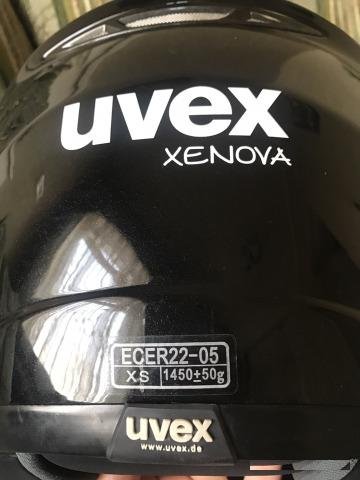 uvex
XENOVA
ECER22-05
XS 1450±50g
uvex
www.uvex.de